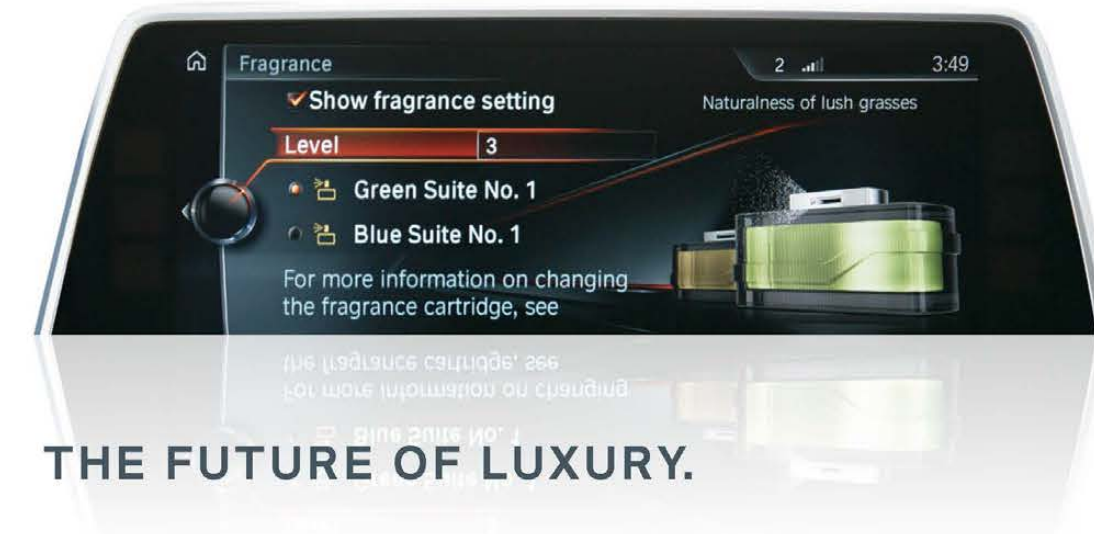 Fragrance
2
3:49
Show fragrance setting
Naturalness of lush grasses
Level 3
Green Suite No. 1
Blue Suite No. 1
For more information on changing
the fragrance cartridge, see
THE FUTURE OF LUXURY.